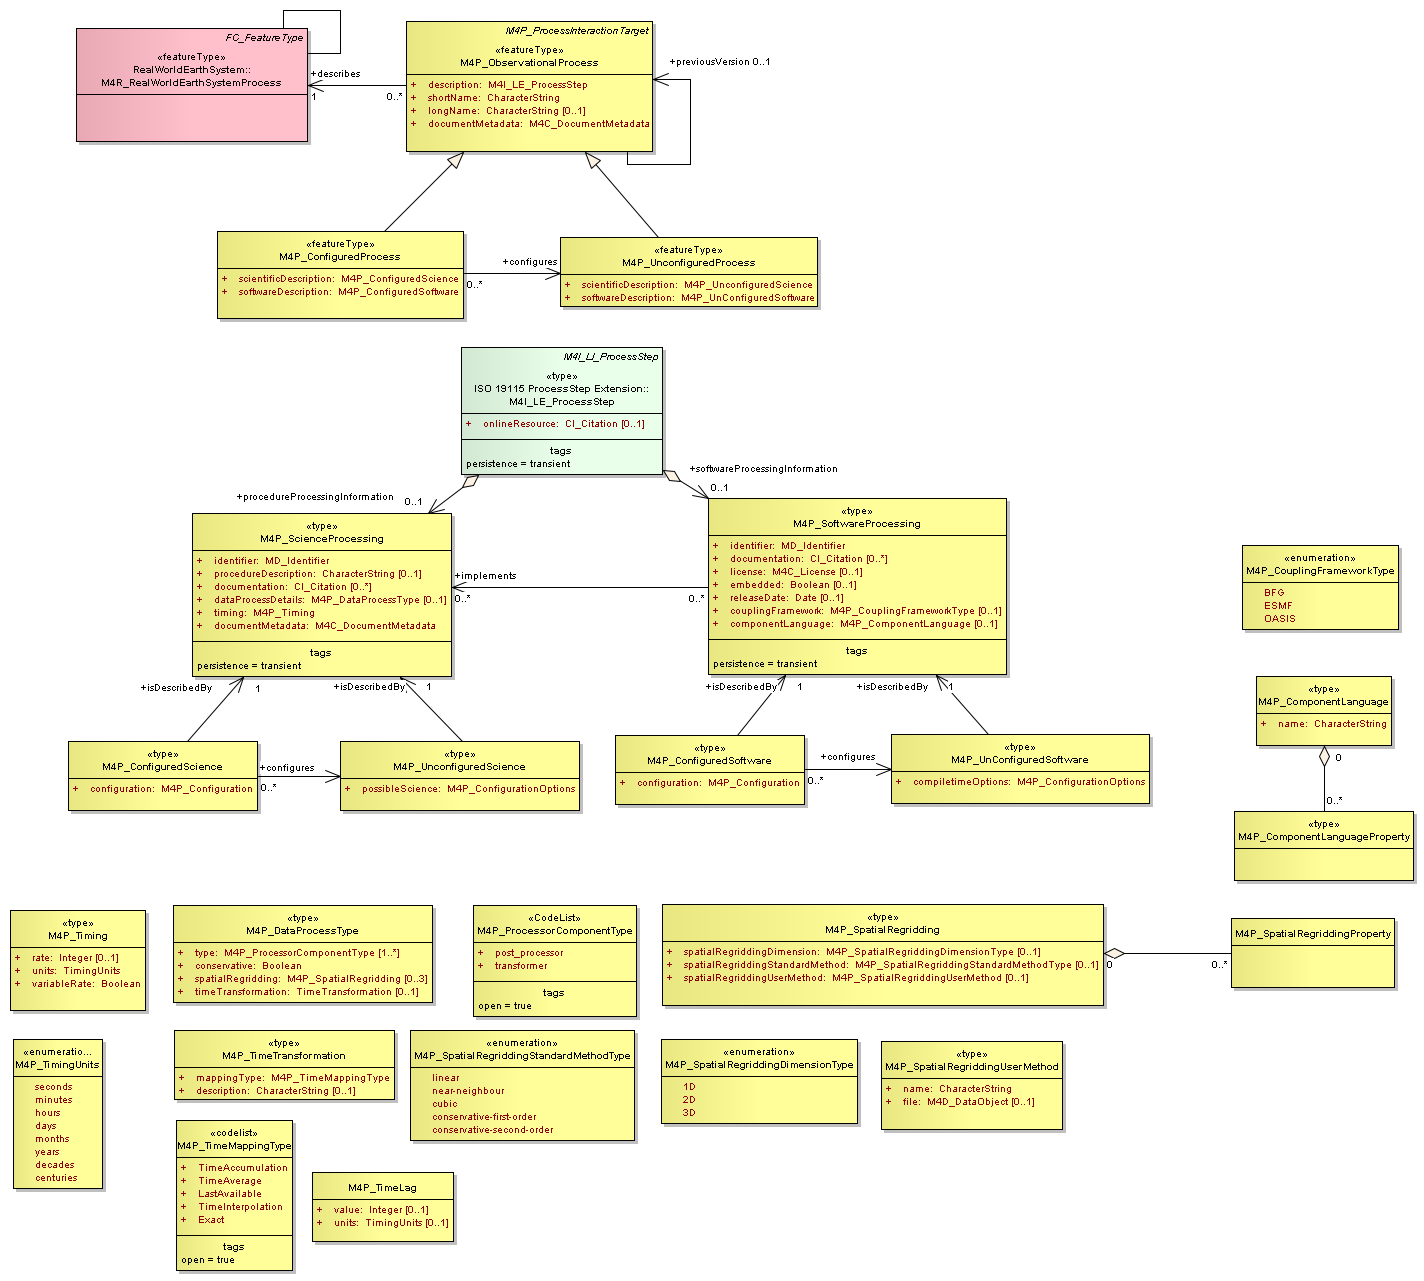 FC_FeatureType
«featureType»
RealWorldEarthSystem::
M4R_RealWorldEarthSystemProcess
+describes
1
0..*
M4P_ProcessInteractionTarget
«featureType»
M4P_ObservationalProcess
+ description: M4I_LE_ProcessStep
+ shortName: CharacterString
+ longName: CharacterString [0..1]
+ documentMetadata: M4C_DocumentMetadata
+previousVersion 0..1
«featureType»
M4P_ConfiguredProcess
+ scientificDescription: M4P_ConfiguredScience
+ softwareDescription: M4P_ConfiguredSoftware
+configures
0..*
«featureType»
M4P_UnconfiguredProcess
+ scientificDescription: M4P_UnconfiguredScience
+ softwareDescription: M4P_UnConfiguredSoftware
M4I_LI_ProcessStep
«type»
ISO 19115 ProcessStep Extension::
M4I_LE_ProcessStep
+ onlineResource: CI_Citation [0..1]
tags
persistence = transient
+procedureProcessingInformation
0..1
+softwareProcessingInformation
0..1
«type»
M4P_ScienceProcessing
+ identifier: MD_Identifier
+ procedureDescription: CharacterString [0..1]
+ documentation: CI_Citation [0..*]
+ dataProcessDetails: M4P_DataProcessType [0..1]
+ timing: M4P_Timing
+ documentMetadata: M4C_DocumentMetadata
tags
persistence = transient
+implements
0..*
0..*
«type»
M4P_SoftwareProcessing
+ identifier: MD_Identifier
+ documentation: CI_Citation [0..*]
+ license: M4C_License [0..1]
+ embedded: Boolean [0..1]
+ releaseDate: Date [0..1]
+ couplingFramework: M4P_CouplingFrameworkType [0..1]
+ componentLanguage: M4P_ComponentLanguage [0..1]
tags
persistence = transient
«enumeration»
M4P_CouplingFrameworkType
BFG
ESMF
OASIS
+isDescribedBy
1
+isDescribedBy
1
+isDescribedBy
1
+isDescribedBy
1
«type»
M4P_ComponentLanguage
+ name: CharacterString
0
0..*
«type»
M4P_ComponentLanguageProperty
«type»
M4P_ConfiguredScience
+ configuration: M4P_Configuration
+configures
0..*
«type»
M4P_UnconfiguredScience
+ possibleScience: M4P_ConfigurationOptions
«type»
M4P_ConfiguredSoftware
+ configuration: M4P_Configuration
+configures
0..*
«type»
M4P_UnConfiguredSoftware
+ compiletimeOptions: M4P_ConfigurationOptions
«type»
M4P_Timing
+ rate: Integer [0..1]
+ units: TimingUnits
+ variableRate: Boolean
«type»
M4P_DataProcessType
+ type: M4P_ProcessorComponentType [1..*]
+ conservative: Boolean
+ spatialRegridding: M4P_SpatialRegridding [0..3]
+ timeTransformation: TimeTransformation [0..1]
«CodeList»
M4P_ProcessorComponentType
+ post_processor
+ transformer
tags
open = true
«type»
M4P_SpatialRegridding
+ spatialRegriddingDimension: M4P_SpatialRegriddingDimensionType [0..1]
+ spatialRegriddingStandardMethod: M4P_SpatialRegriddingStandardMethodType [0..1]
+ spatialRegriddingUserMethod: M4P_SpatialRegriddingUserMethod [0..1]
0
0..*
M4P_SpatialRegriddingProperty
«enumeratio...
M4P_TimingUnits
seconds
minutes
hours
days
months
years
decades
centuries
«type»
M4P_TimeTransformation
+ mappingType: M4P_TimeMappingType
+ description: CharacterString [0..1]
«enumeration»
M4P_SpatialRegriddingStandardMethodType
linear
near-neighbour
cubic
conservative-first-order
conservative-second-order
«enumeration»
M4P_SpatialRegriddingDimensionType
1D
2D
3D
«type»
M4P_SpatialRegriddingUserMethod
+ name: CharacterString
+ file: M4D_DataObject [0..1]
«codelist»
M4P_TimeMappingType
+ TimeAccumulation
+ TimeAverage
+ LastAvailable
+ TimeInterpolation
+ Exact
tags
open = true
M4P_TimeLag
+ value: Integer [0..1]
+ units: TimingUnits [0..1]